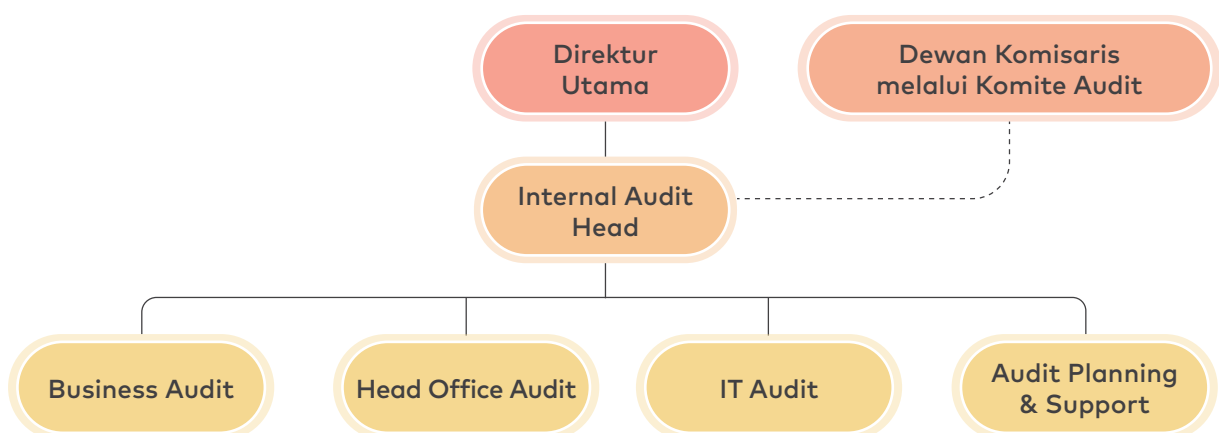 Direktur
Utama
Dewan Komisaris
melalui Komite Audit
Internal Audit
Head
Business Audit
Head Office Audit
IT Audit
Audit Planning
& Support